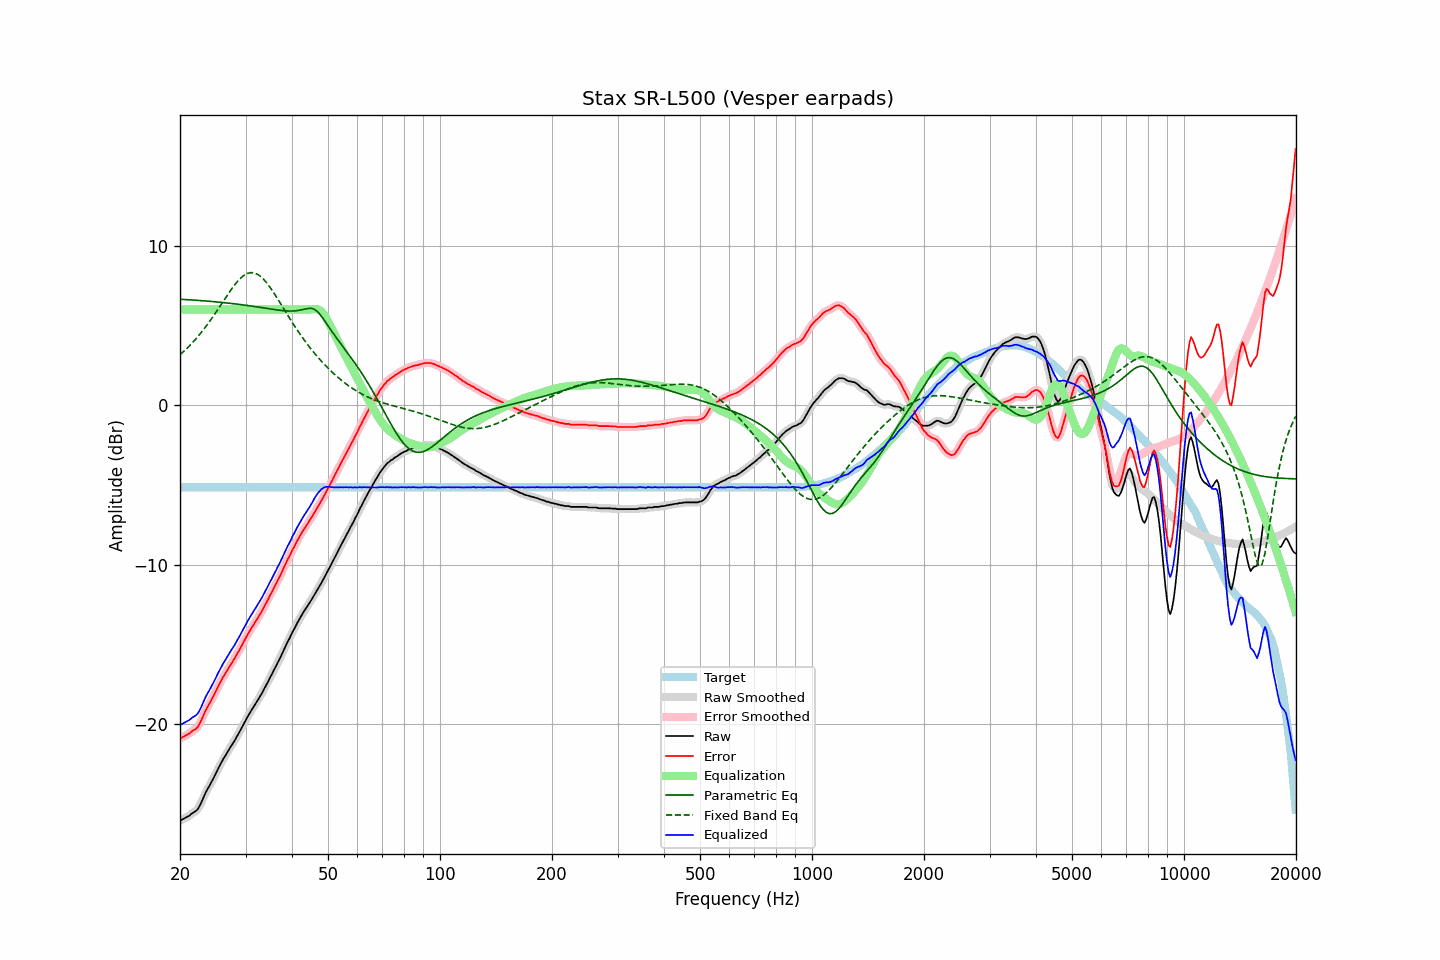 Stax SR-L500 (Vesper earpads)
Amplitude (dBr)
10
0
−10
−20
Target
Raw Smoothed
Error Smoothed
Raw
Error
Equalization
Parametric Eq
Fixed Band Eq
Equalized
20 50 100 200 500 1000 2000 5000 10000 20000
Frequency (Hz)